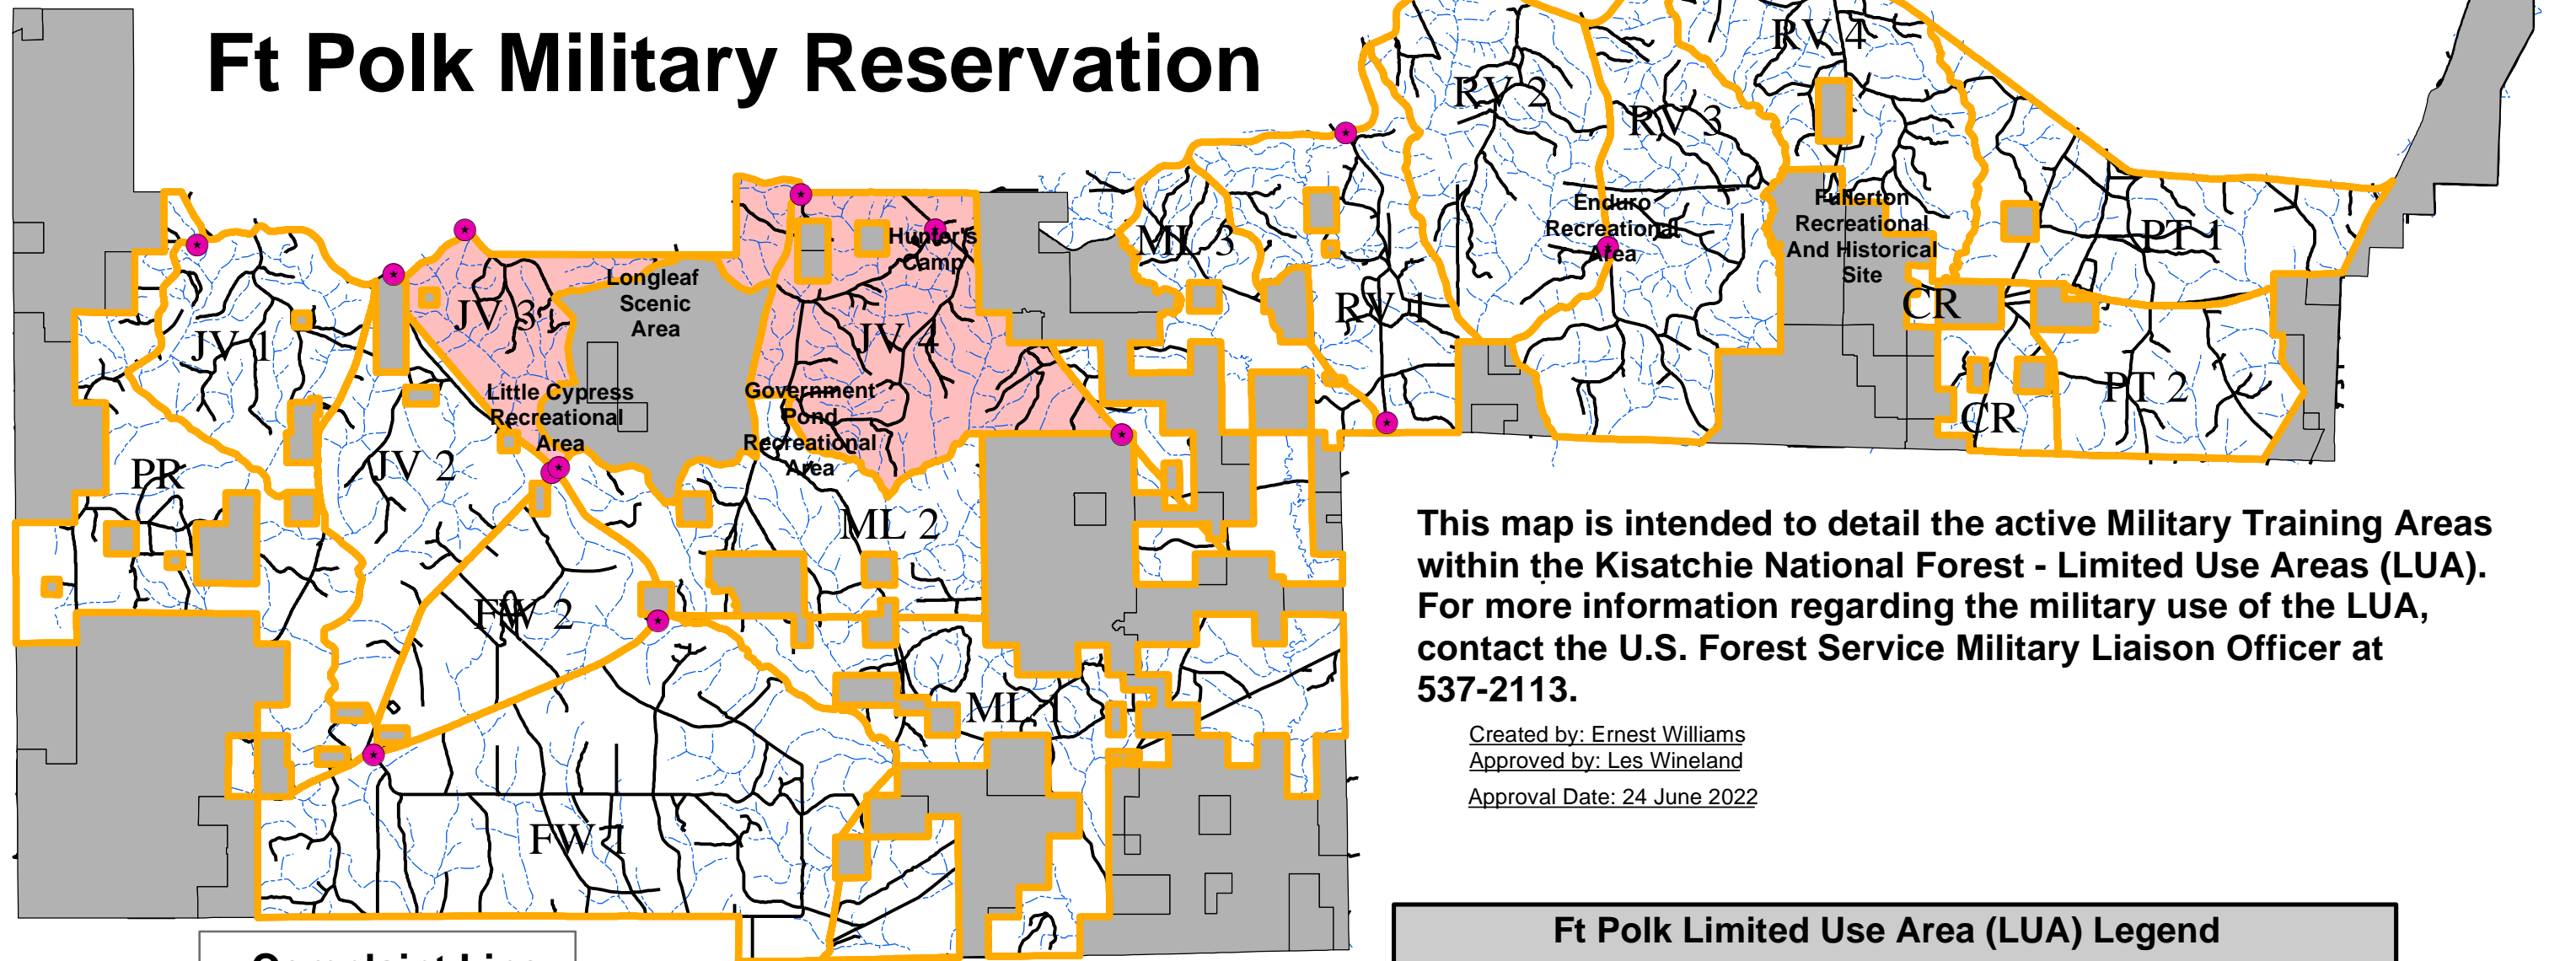 Ft Polk Military Reservation
RV 4
RV 2
RV 3
Enduro
Recreational
Area
Fullerton
Recreational
And Historical
Site
PT 1
ML 3
Hunter's
Camp
Longleaf
Scenic
Area
JV 3
JV 4
JV 1
RV 1
CR
Little Cypress
Recreational
Area
Government
Pond
Recreational
Area
PT 2
CR
PR
JV 2
ML 2
FW 2
ML 1
FW 1
This map is intended to detail the active Military Training Areas
within the Kisatchie National Forest - Limited Use Areas (LUA).
For more information regarding the military use of the LUA,
contact the U.S. Forest Service Military Liaison Officer at
537-2113.
Created by: Ernest Williams
Approved by: Les Wineland
Approval Date: 24 June 2022
Ft Polk Limited Use Area (LUA) Legend